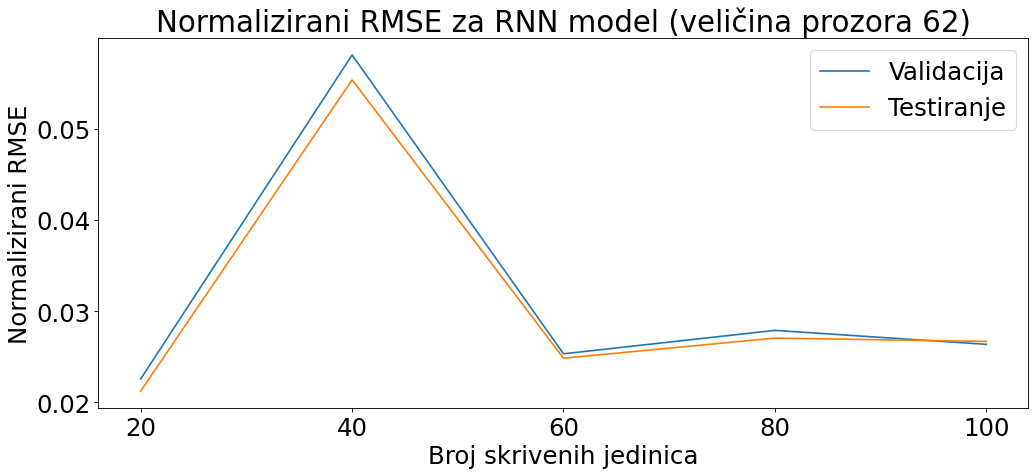 Normalizirani RMSE za RNN model (veličina prozora 62)
Validacija
Testiranje
Normalizirani RMSE
0.05
0.04
0.03
0.02
20 40 60 80 100
Broj skrivenih jedinica